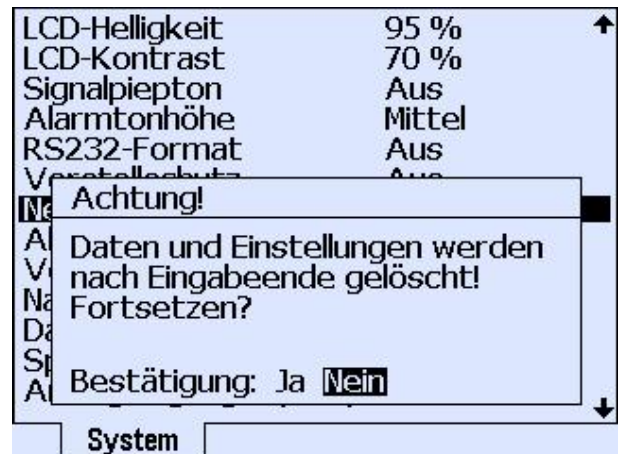 LCD-Helligkeit 95 %
LCD-Kontrast 70 %
Signalpiepton Aus
Alarmtonhöhe Mittel
RS232-Format Aus
Achtung!
Daten und Einstellungen werden
nach Eingabeende gelöscht!
Fortsetzen?
Bestätigung: Ja Nein
System